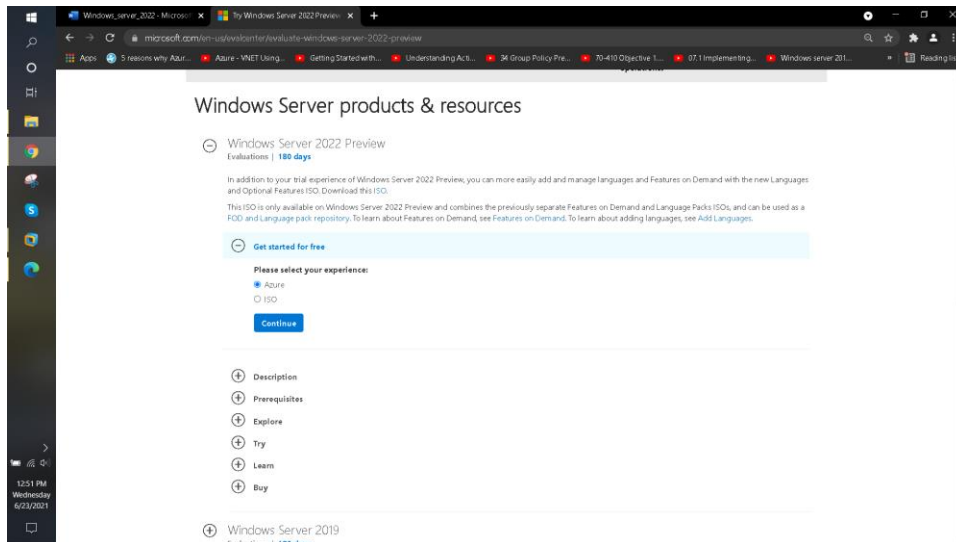 Windows_server_2022 - Microsof
Try Windows Server 2022 Preview
microsoft.com/en-us/evalcenter/evaluate-windows-server-2022-preview
Apps
5 reasons why Azur...
Azure - VNET Using...
Getting Started with...
Understanding Acti...
34 Group Policy Pre...
70-410 Objective 1....
07.1 Implementing...
Windows server 201...
»
Reading lis
Windows Server products & resources
Windows Server 2022 Preview
Evaluations | 180 days
In addition to your trial experience of Windows Server 2022 Preview, you can more easily add and manage languages and Features on Demand with the new Languages
and Optional Features ISO. Download this ISO.
This ISO is only available on Windows Server 2022 Preview and combines the previously separate Features on Demand and Language Packs ISOs, and can be used as a
FOD and Language pack repository. To learn about Features on Demand, see Features on Demand. To learn about adding languages, see Add Languages.
Get started for free
Please select your experience:
Azure
ISO
Continue
Description
Prerequisites
Explore
Try
Learn
Buy
Windows Server 2019
12:51 PM
Wednesday
6/23/2021